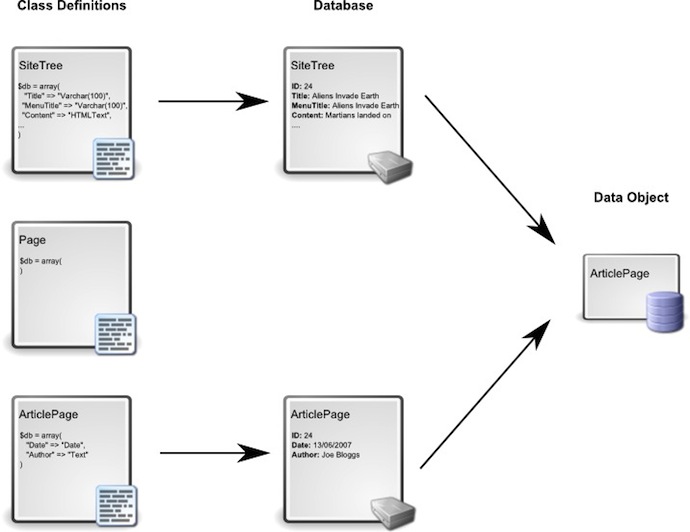 Class Definitions
Database
SiteTree
$db = array(
"Title" => "Varchar(100)",
"MenuTitle" => "Varchar(100)",
"Content" => "HTMLText",
...
)
SiteTree
ID: 24
Title: Aliens Invade Earth
MenuTitle: Aliens Invade Earth
Content: Martians landed on
....
Data Object
ArticlePage
Page
$db = array(
)
ArticlePage
$db = array(
"Date" => "Date",
"Author" => "Text"
)
ArticlePage
ID: 24
Date: 13/06/2007
Author: Joe Bloggs